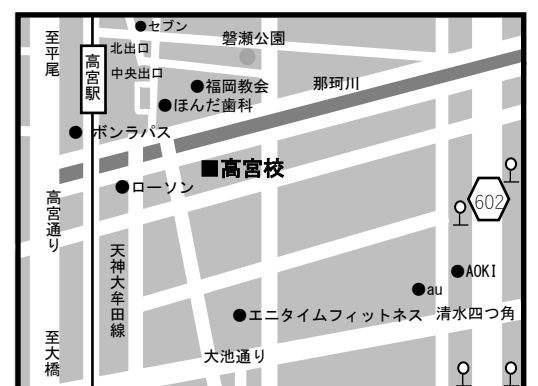 セブン
至平尾
北出口
磐瀬公園
高宮駅
中央出口
福岡教会
那珂川
ほんだ歯科
ボンラパス
高宮校
ローソン
602
高宮通り
天神大牟田線
AOKI
au
エニタイムフィットネス
清水四つ角
至大橋
大池通り